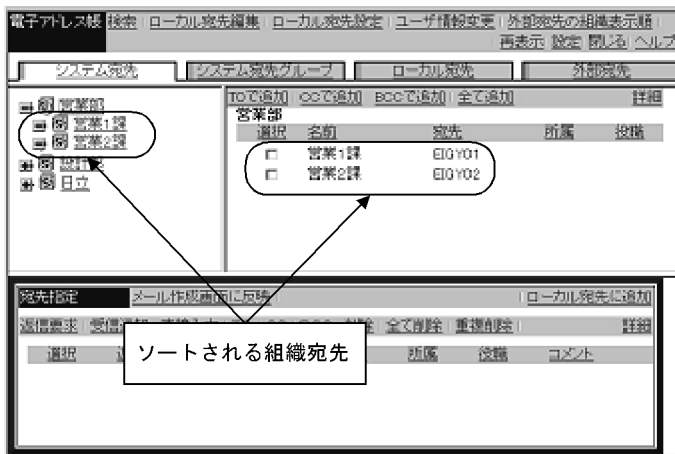 電子アドレス帳 検索 ローカル宛先編集 ローカル宛先設定 ユーザ情報変更 外部宛先の組織表示順
再表示 設定 閉じる ヘルプ
システム宛先 システム宛先グループ ローカル宛先 外部宛先
営業部
営業1課
営業2課
日立
TOで追加 CCで追加 BCCで追加 全て追加 詳細
営業部
選択 名前 宛先 所属 役職
営業1課 EIGYO1
営業2課 EIGYO2
宛先指定 メール作成画面に反映 ローカル宛先に追加
返信要求 全て削除 重複削除 詳細
選択 所属 役職 コメント
ソートされる組織宛先